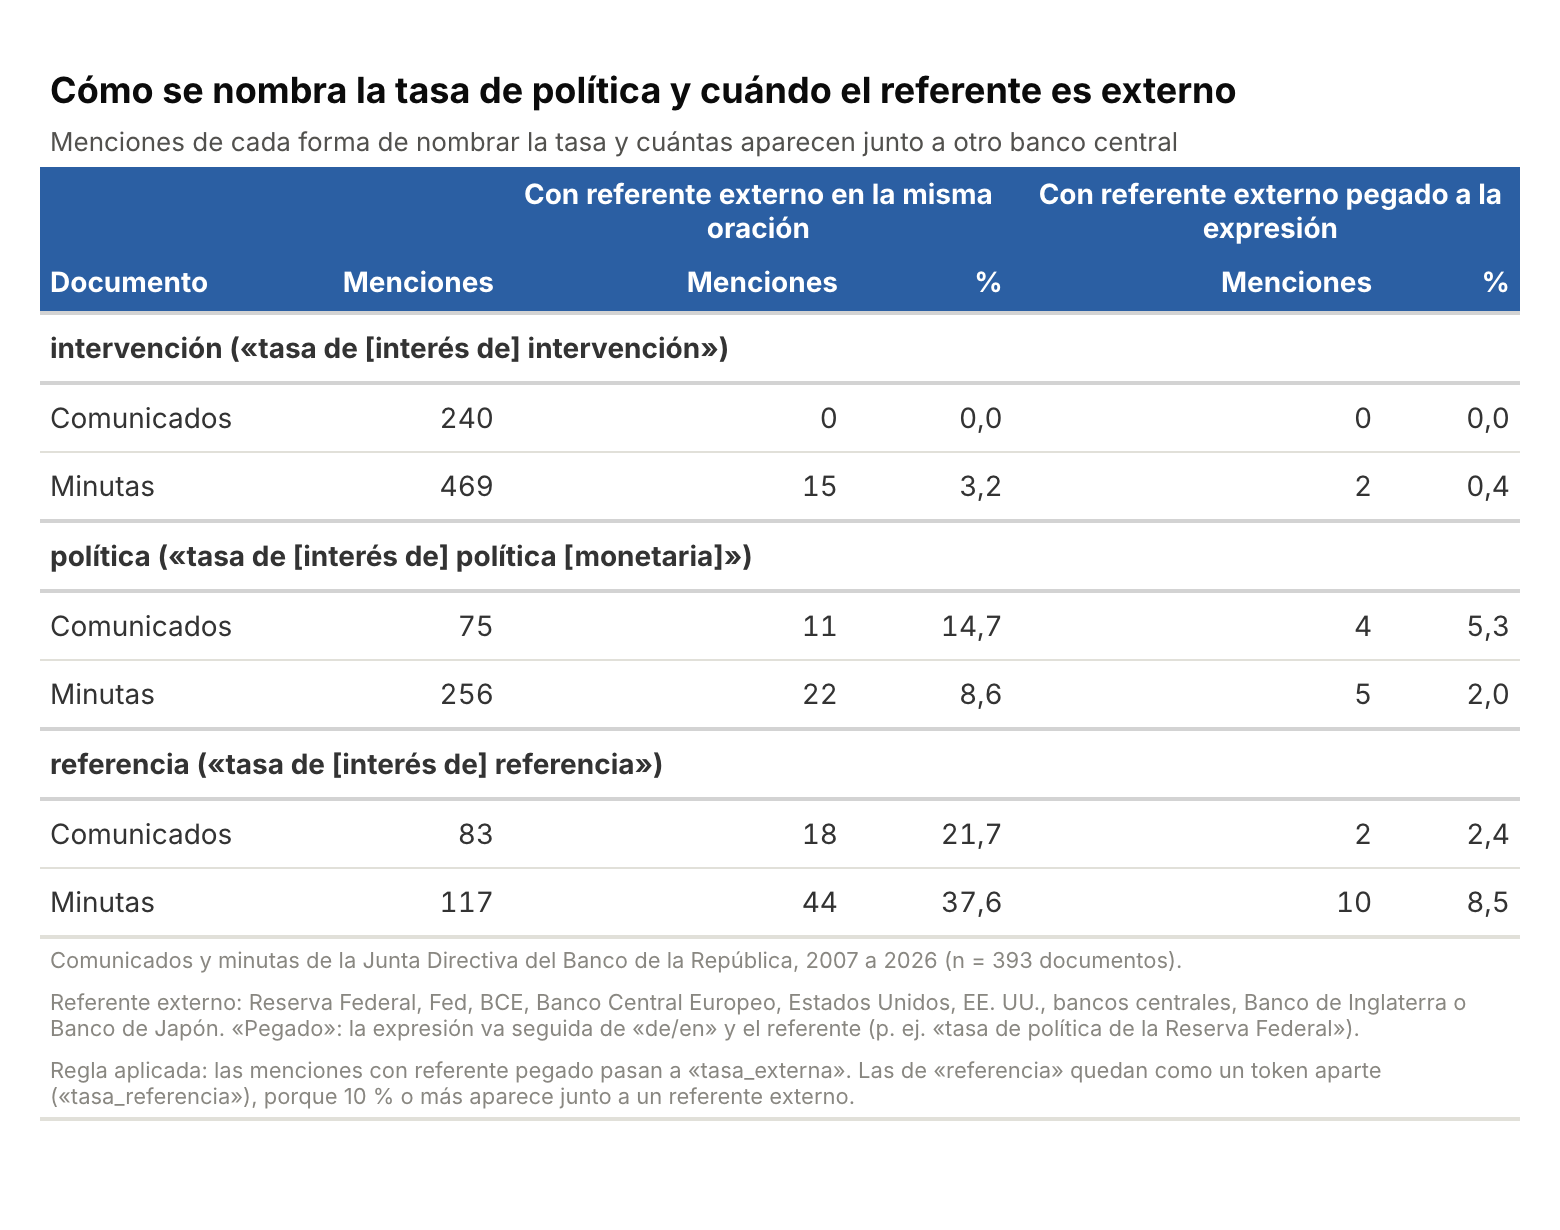 Cómo se nombra la tasa de política y cuándo el referente es externo
Menciones de cada forma de nombrar la tasa y cuántas aparecen junto a otro banco central
Con referente externo en la misma oración Con referente externo pegado a la expresión
Documento Menciones Menciones % Menciones %
intervención («tasa de [interés de] intervención»)
Comunicados 240 0 0,0 0 0,0
Minutas 469 15 3,2 2 0,4
política («tasa de [interés de] política [monetaria]»)
Comunicados 75 11 14,7 4 5,3
Minutas 256 22 8,6 5 2,0
referencia («tasa de [interés de] referencia»)
Comunicados 83 18 21,7 2 2,4
Minutas 117 44 37,6 10 8,5
Comunicados y minutas de la Junta Directiva del Banco de la República, 2007 a 2026 (n = 393 documentos).
Referente externo: Reserva Federal, Fed, BCE, Banco Central Europeo, Estados Unidos, EE. UU., bancos centrales, Banco de Inglaterra o
Banco de Japón. «Pegado»: la expresión va seguida de «de/en» y el referente (p. ej. «tasa de política de la Reserva Federal»).
Regla aplicada: las menciones con referente pegado pasan a «tasa_externa». Las de «referencia» quedan como un token aparte
(«tasa_referencia»), porque 10 % o más aparece junto a un referente externo.